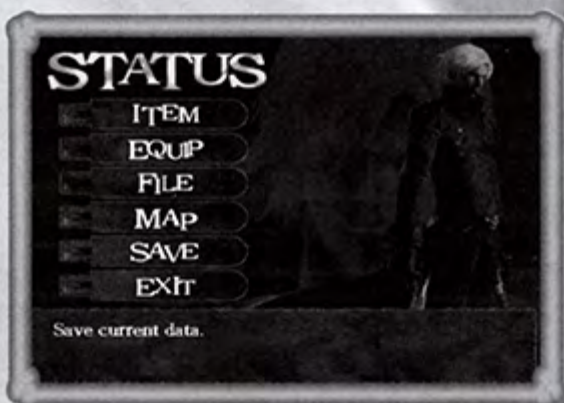 STATUS
ITEM
EQUIP
FILE
MAP
SAVE
EXIT
Save current data.